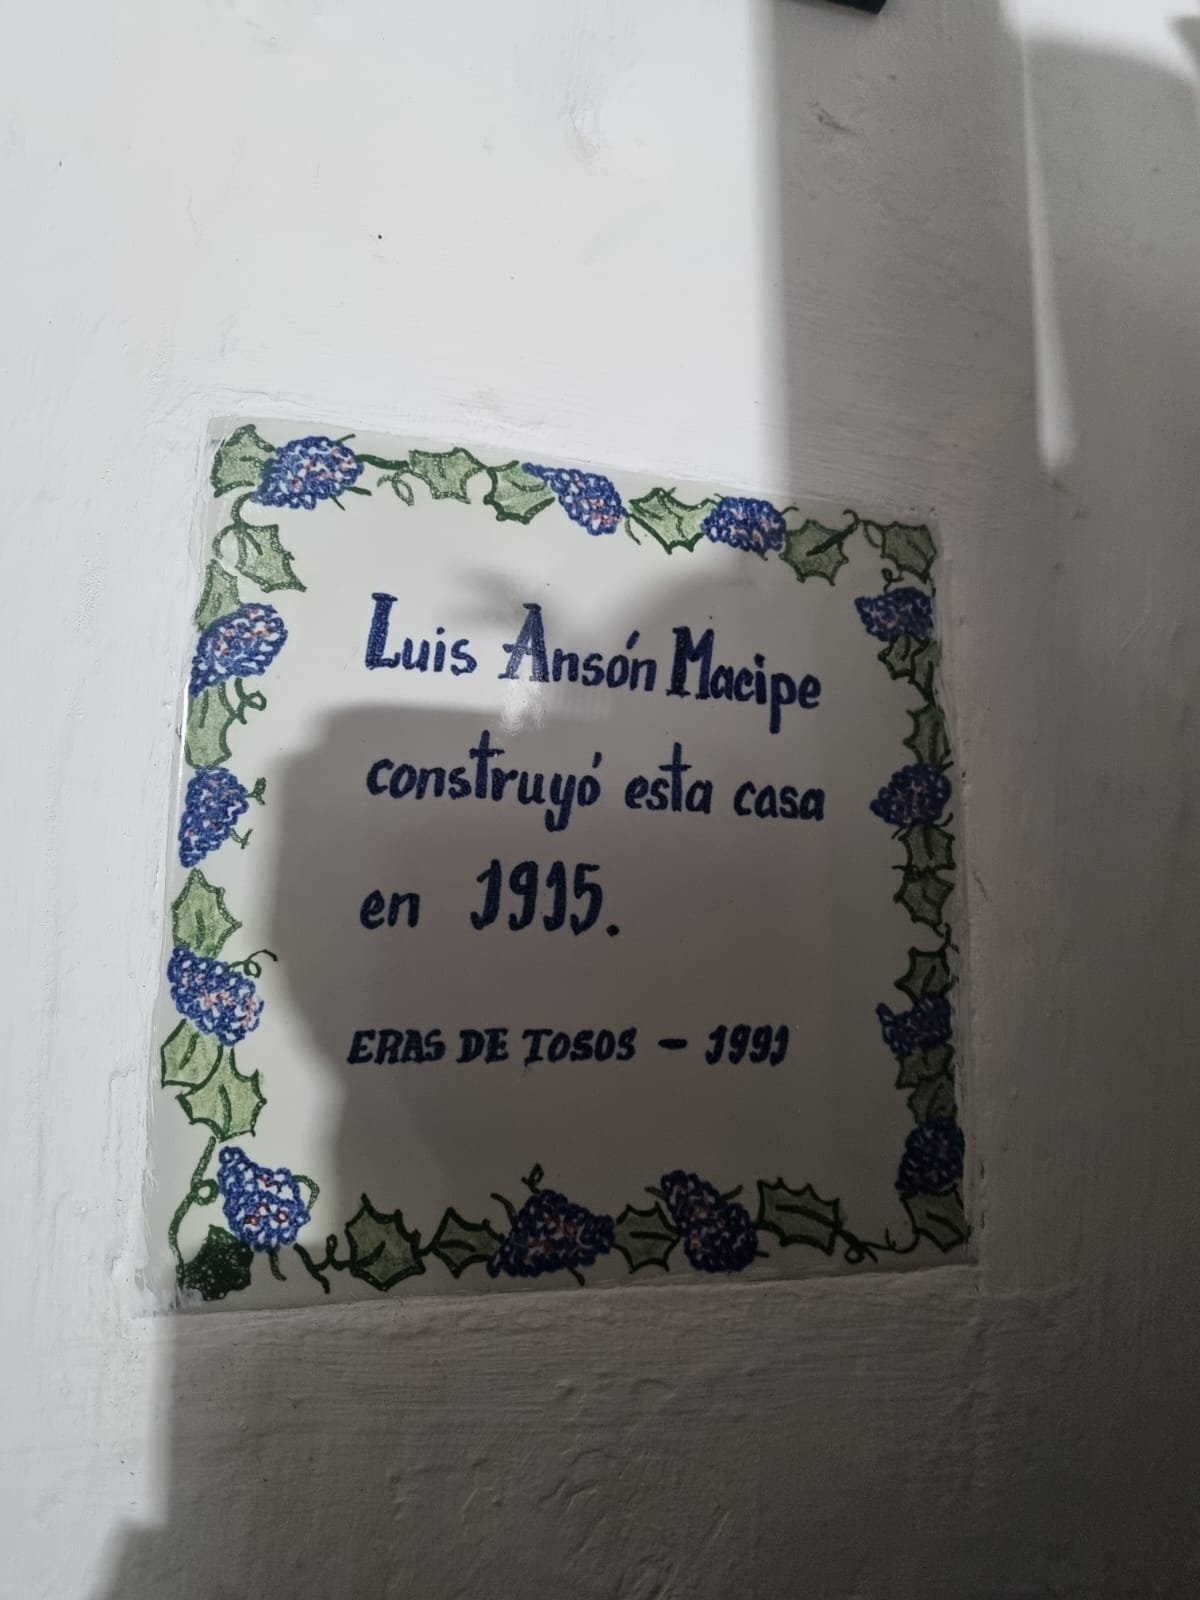 Luis Ansón Macipe
construyó esta casa
en 1915.
ERAS DE TOSOS - 1991